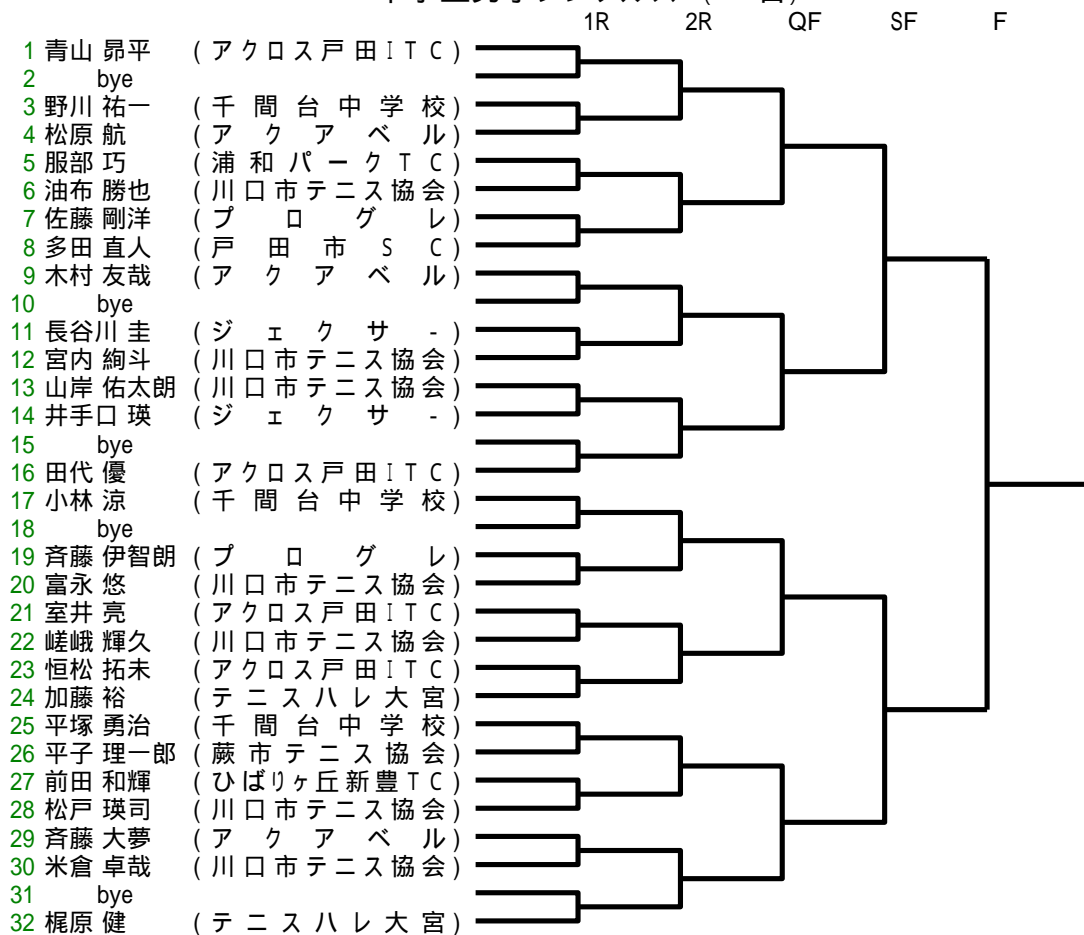 1R 2R QF SF F
1 青山 昴平 (アクロス戸田ITC)
2 bye
3 野川 祐一 (千間台中学校)
4 松原 航 (アクアベル)
5 服部 巧 (浦和パークTC)
6 油布 勝也 (川口市テニス協会)
7 佐藤 剛洋 (プログレ)
8 多田 直人 (戸田市SC)
9 木村 友哉 (アクアベル)
10 bye
11 長谷川 圭 (ジェクサ-)
12 宮内 絢斗 (川口市テニス協会)
13 山岸 佑太朗 (川口市テニス協会)
14 井手口 瑛 (ジェクサ-)
15 bye
16 田代 優 (アクロス戸田ITC)
17 小林 涼 (千間台中学校)
18 bye
19 斉藤 伊智朗 (プログレ)
20 富永 悠 (川口市テニス協会)
21 室井 亮 (アクロス戸田ITC)
22 嵯峨 輝久 (川口市テニス協会)
23 恒松 拓未 (アクロス戸田ITC)
24 加藤 裕 (テニスハレ大宮)
25 平塚 勇治 (千間台中学校)
26 平子 理一郎 (蕨市テニス協会)
27 前田 和輝 (ひばりヶ丘新豊TC)
28 松戸 瑛司 (川口市テニス協会)
29 斉藤 大夢 (アクアベル)
30 米倉 卓哉 (川口市テニス協会)
31 bye
32 梶原 健 (テニスハレ大宮)